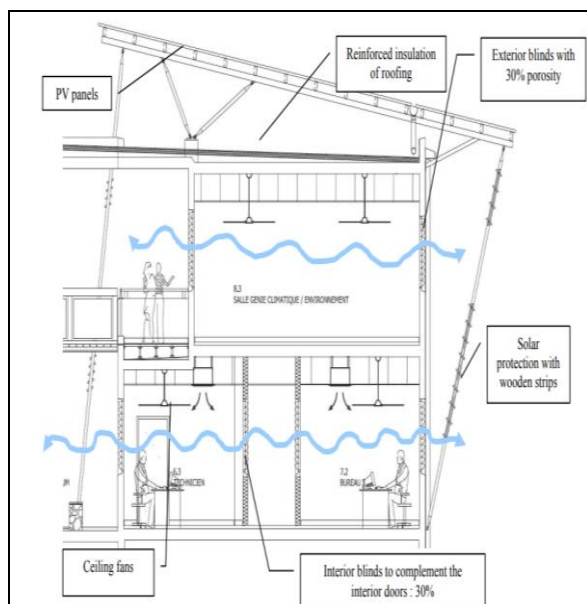 Reinforced insulation
of roofing
Exterior blinds with
30% porosity
PV panels
8.3
SALLE GENIE CLIMATIQUE / ENVIRONNEMENT
Solar
protection with
wooden strips
6.3
TECHNICIEN
7.2
BUREAU
Ceiling fans
Interior blinds to complement the
interior doors : 30%